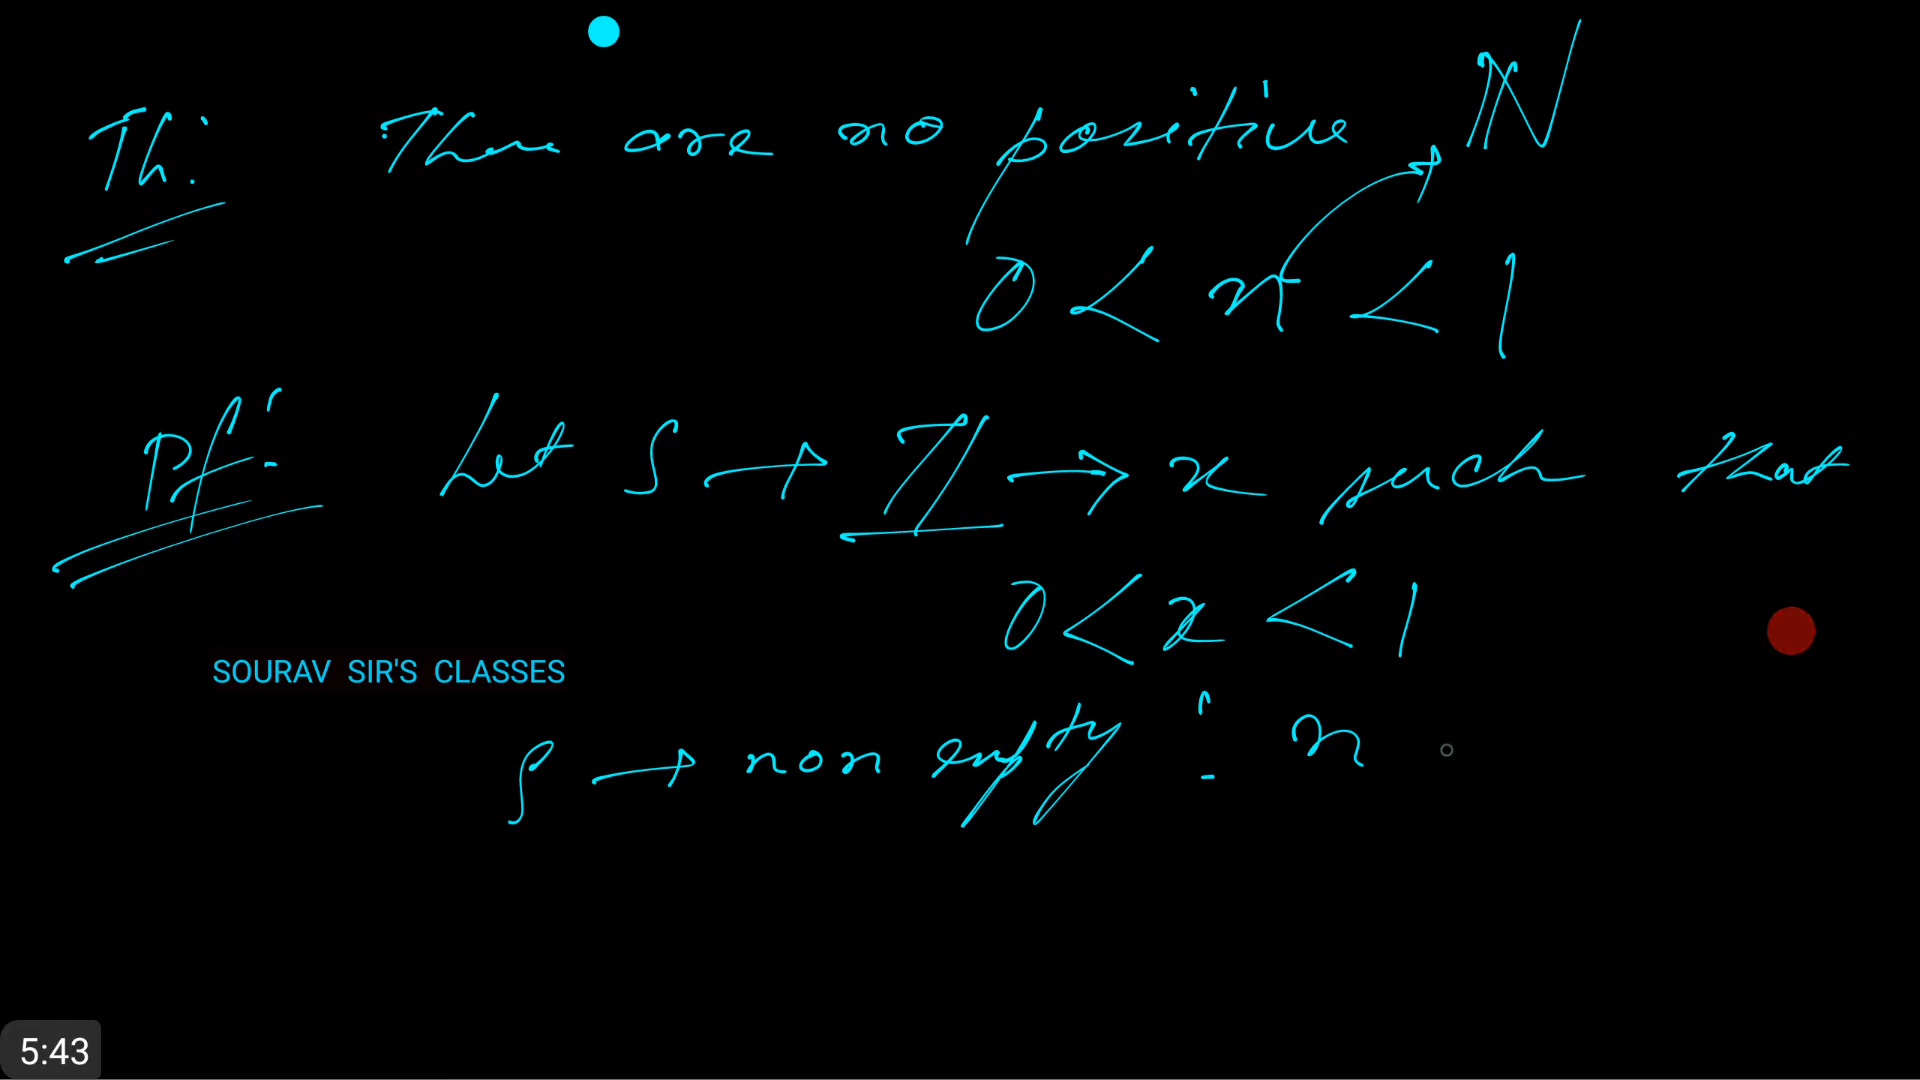 Th: There are no positive ℕ
0 < n < 1
Pf: Let S → ℤ → x such that
0 < x < 1
SOURAV SIR'S CLASSES
S → non empty : n
5:43